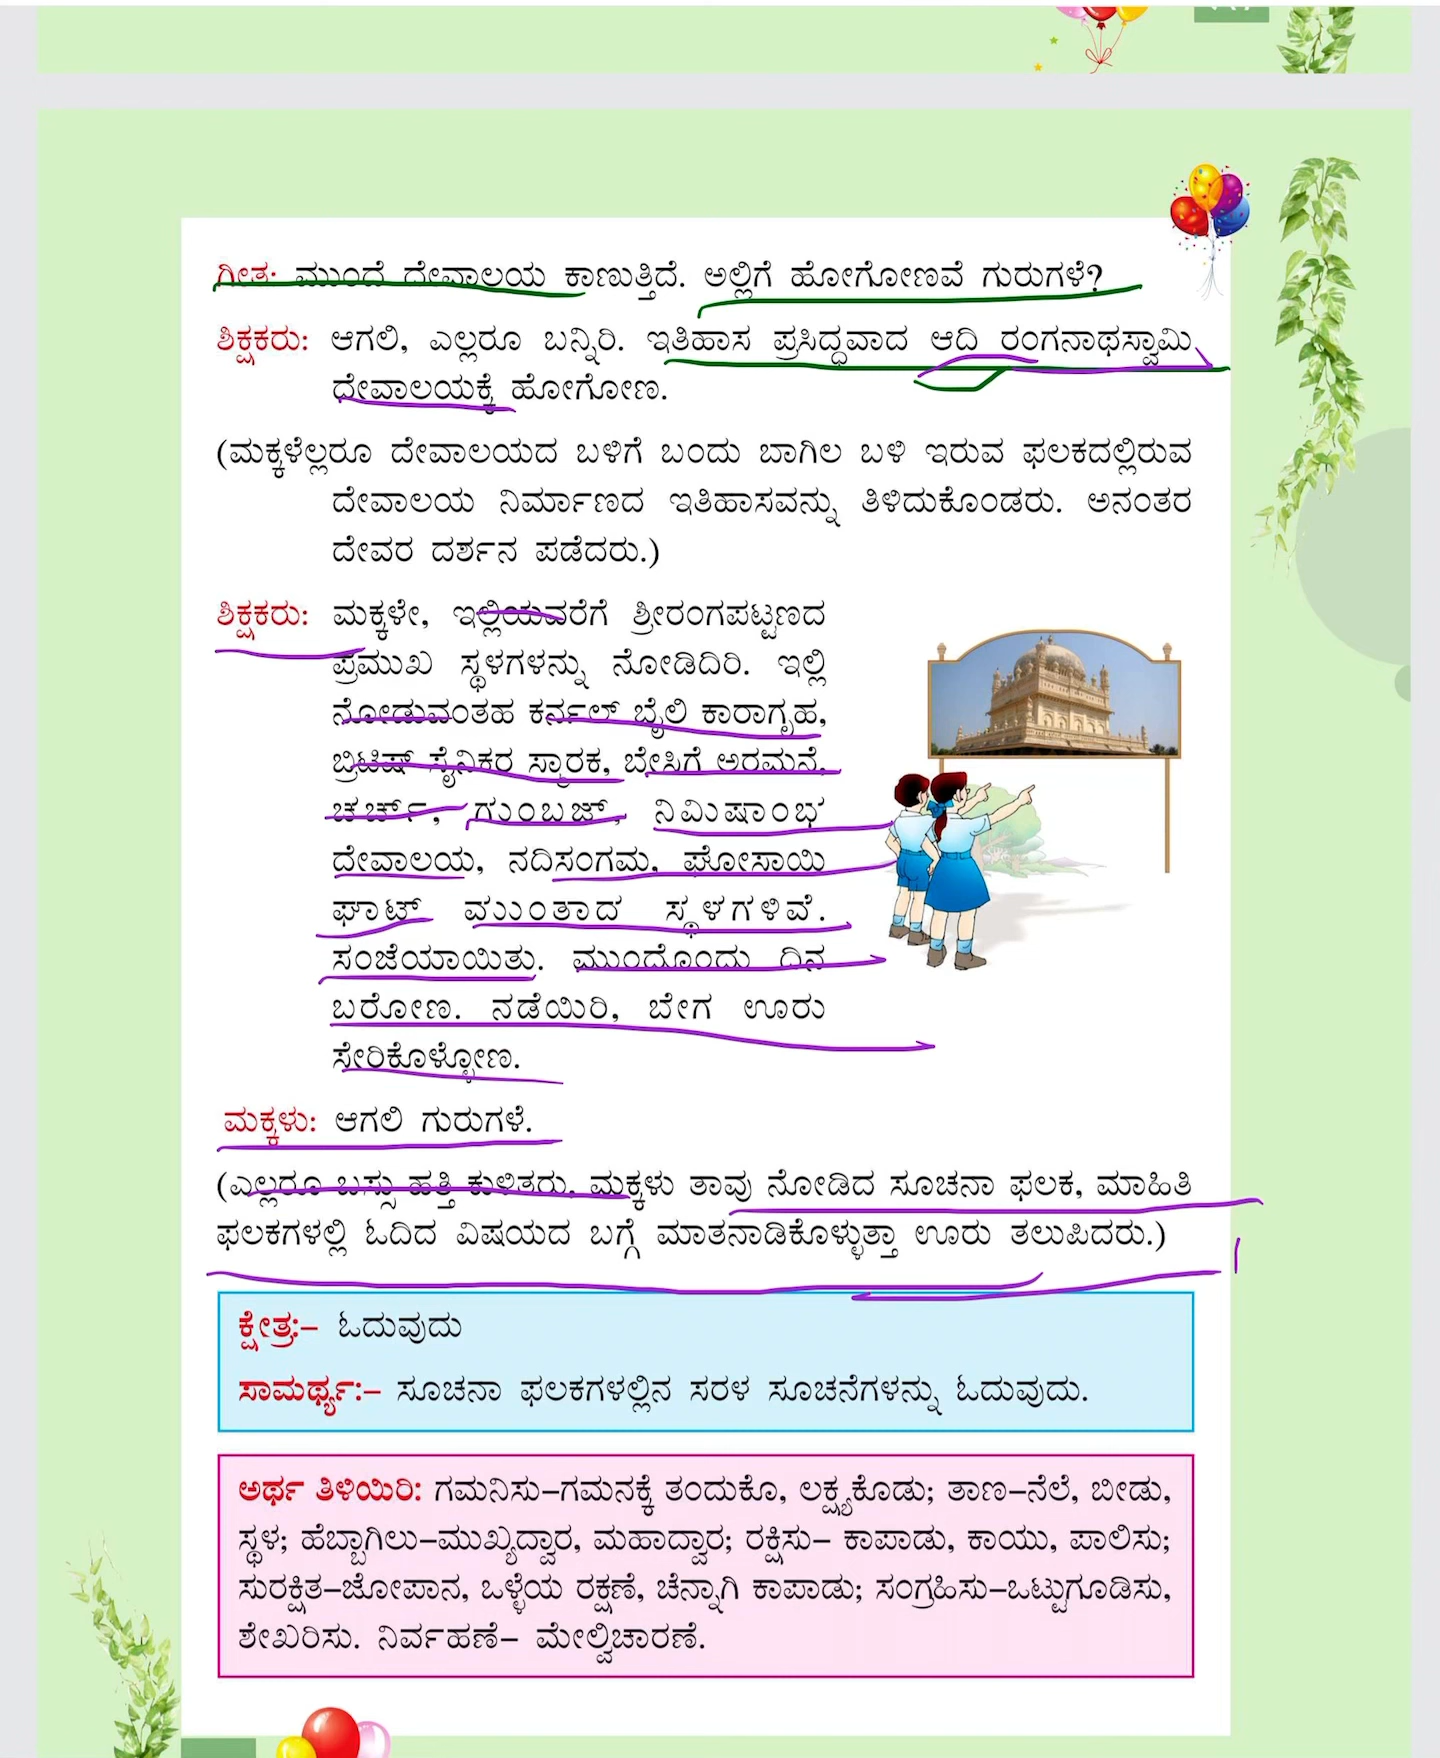 ಗೀತ: ಮುಂದೆ ದೇವಾಲಯ ಕಾಣುತ್ತಿದೆ. ಅಲ್ಲಿಗೆ ಹೋಗೋಣವೆ ಗುರುಗಳೆ?
ಶಿಕ್ಷಕರು: ಆಗಲಿ, ಎಲ್ಲರೂ ಬನ್ನಿರಿ. ಇತಿಹಾಸ ಪ್ರಸಿದ್ಧವಾದ ಆದಿ ರಂಗನಾಥಸ್ವಾಮಿ
ದೇವಾಲಯಕ್ಕೆ ಹೋಗೋಣ.
(ಮಕ್ಕಳೆಲ್ಲರೂ ದೇವಾಲಯದ ಬಳಿಗೆ ಬಂದು ಬಾಗಿಲ ಬಳಿ ಇರುವ ಫಲಕದಲ್ಲಿರುವ
ದೇವಾಲಯ ನಿರ್ಮಾಣದ ಇತಿಹಾಸವನ್ನು ತಿಳಿದುಕೊಂಡರು. ಅನಂತರ
ದೇವರ ದರ್ಶನ ಪಡೆದರು.)
ಶಿಕ್ಷಕರು: ಮಕ್ಕಳೇ, ಇಲ್ಲಿಯವರೆಗೆ ಶ್ರೀರಂಗಪಟ್ಟಣದ
ಪ್ರಮುಖ ಸ್ಥಳಗಳನ್ನು ನೋಡಿದಿರಿ. ಇಲ್ಲಿ
ನೋಡುವಂತಹ ಕರ್ನಲ್ ಬೈಲಿ ಕಾರಾಗೃಹ,
ಬ್ರಿಟಿಷ್ ಸೈನಿಕರ ಸ್ಮಾರಕ, ಬೇಸಿಗೆ ಅರಮನೆ,
ಚರ್ಚ್, ಗುಂಬಜ್, ನಿಮಿಷಾಂಭ
ದೇವಾಲಯ, ನದಿಸಂಗಮ, ಘೋಸಾಯಿ
ಘಾಟ್ ಮುಂತಾದ ಸ್ಥಳಗಳಿವೆ.
ಸಂಜೆಯಾಯಿತು. ಮುಂದೊಂದು ದಿನ
ಬರೋಣ. ನಡೆಯಿರಿ, ಬೇಗ ಊರು
ಸೇರಿಕೊಳ್ಳೋಣ.
ಮಕ್ಕಳು: ಆಗಲಿ ಗುರುಗಳೆ.
(ಎಲ್ಲರೂ ಬಸ್ಸು ಹತ್ತಿ ಕುಳಿತರು. ಮಕ್ಕಳು ತಾವು ನೋಡಿದ ಸೂಚನಾ ಫಲಕ, ಮಾಹಿತಿ
ಫಲಕಗಳಲ್ಲಿ ಓದಿದ ವಿಷಯದ ಬಗ್ಗೆ ಮಾತನಾಡಿಕೊಳ್ಳುತ್ತಾ ಊರು ತಲುಪಿದರು.)
ಕ್ಷೇತ್ರ:– ಓದುವುದು
ಸಾಮರ್ಥ್ಯ:– ಸೂಚನಾ ಫಲಕಗಳಲ್ಲಿನ ಸರಳ ಸೂಚನೆಗಳನ್ನು ಓದುವುದು.
ಅರ್ಥ ತಿಳಿಯಿರಿ: ಗಮನಿಸು–ಗಮನಕ್ಕೆ ತಂದುಕೊ, ಲಕ್ಷ್ಯಕೊಡು; ತಾಣ–ನೆಲೆ, ಬೀಡು,
ಸ್ಥಳ; ಹೆಬ್ಬಾಗಿಲು–ಮುಖ್ಯದ್ವಾರ, ಮಹಾದ್ವಾರ; ರಕ್ಷಿಸು– ಕಾಪಾಡು, ಕಾಯು, ಪಾಲಿಸು;
ಸುರಕ್ಷಿತ–ಜೋಪಾನ, ಒಳ್ಳೆಯ ರಕ್ಷಣೆ, ಚೆನ್ನಾಗಿ ಕಾಪಾಡು; ಸಂಗ್ರಹಿಸು–ಒಟ್ಟುಗೂಡಿಸು,
ಶೇಖರಿಸು. ನಿರ್ವಹಣೆ– ಮೇಲ್ವಿಚಾರಣೆ.